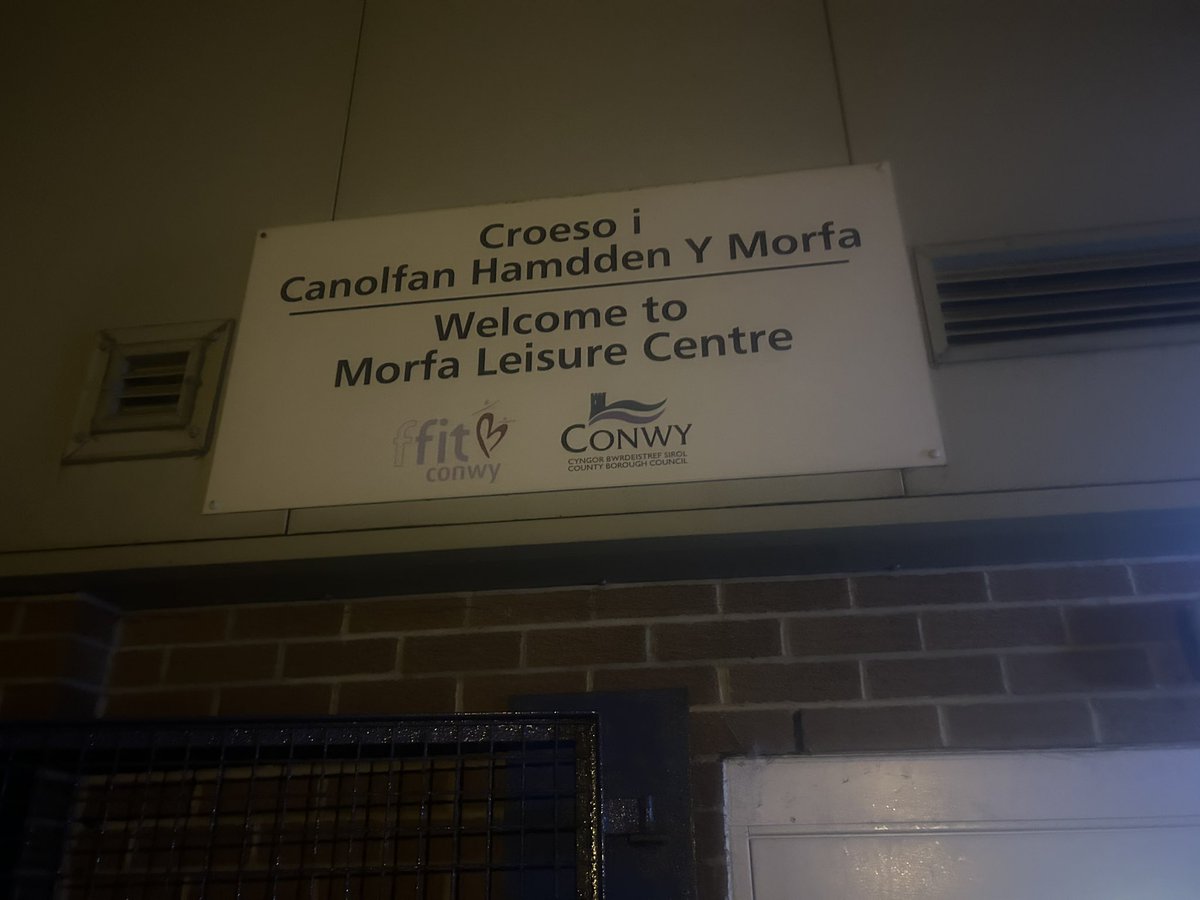 Croeso i
Canolfan Hamdden Y Morfa
Welcome to
Morfa Leisure Centre
ffit
conwy
CONWY
CYNGOR BWRDEISTREF SIROL
COUNTY BOROUGH COUNCIL